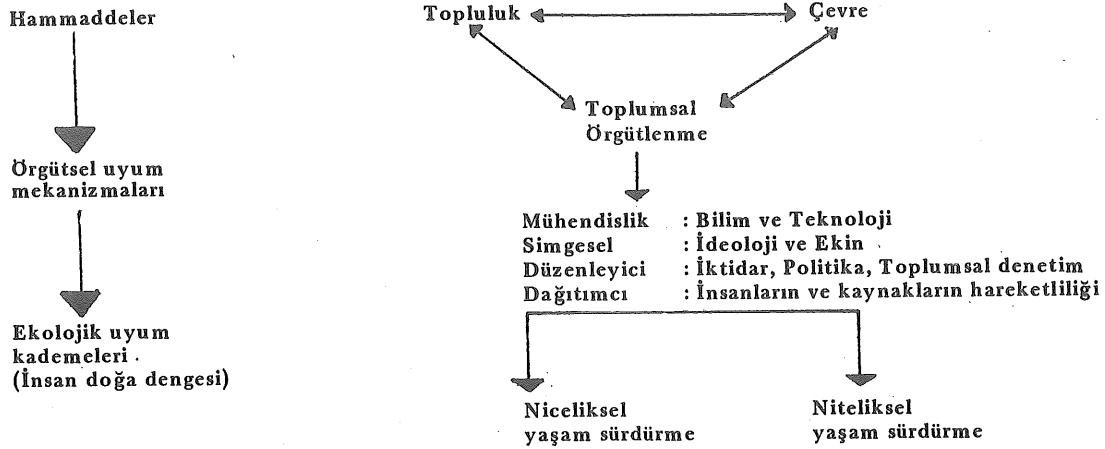 Hammaddeler
Örgütsel uyum
mekanizmaları
Ekolojik uyum
kademeleri
(İnsan doğa dengesi)
Topluluk
Çevre
Toplumsal
Örgütlenme
Mühendislik : Bilim ve Teknoloji
Simgesel : İdeoloji ve Ekin
Düzenleyici : İktidar, Politika, Toplumsal denetim
Dağıtımcı : İnsanların ve kaynakların hareketliliği
Niceliksel
yaşam sürdürme
Niteliksel
yaşam sürdürme